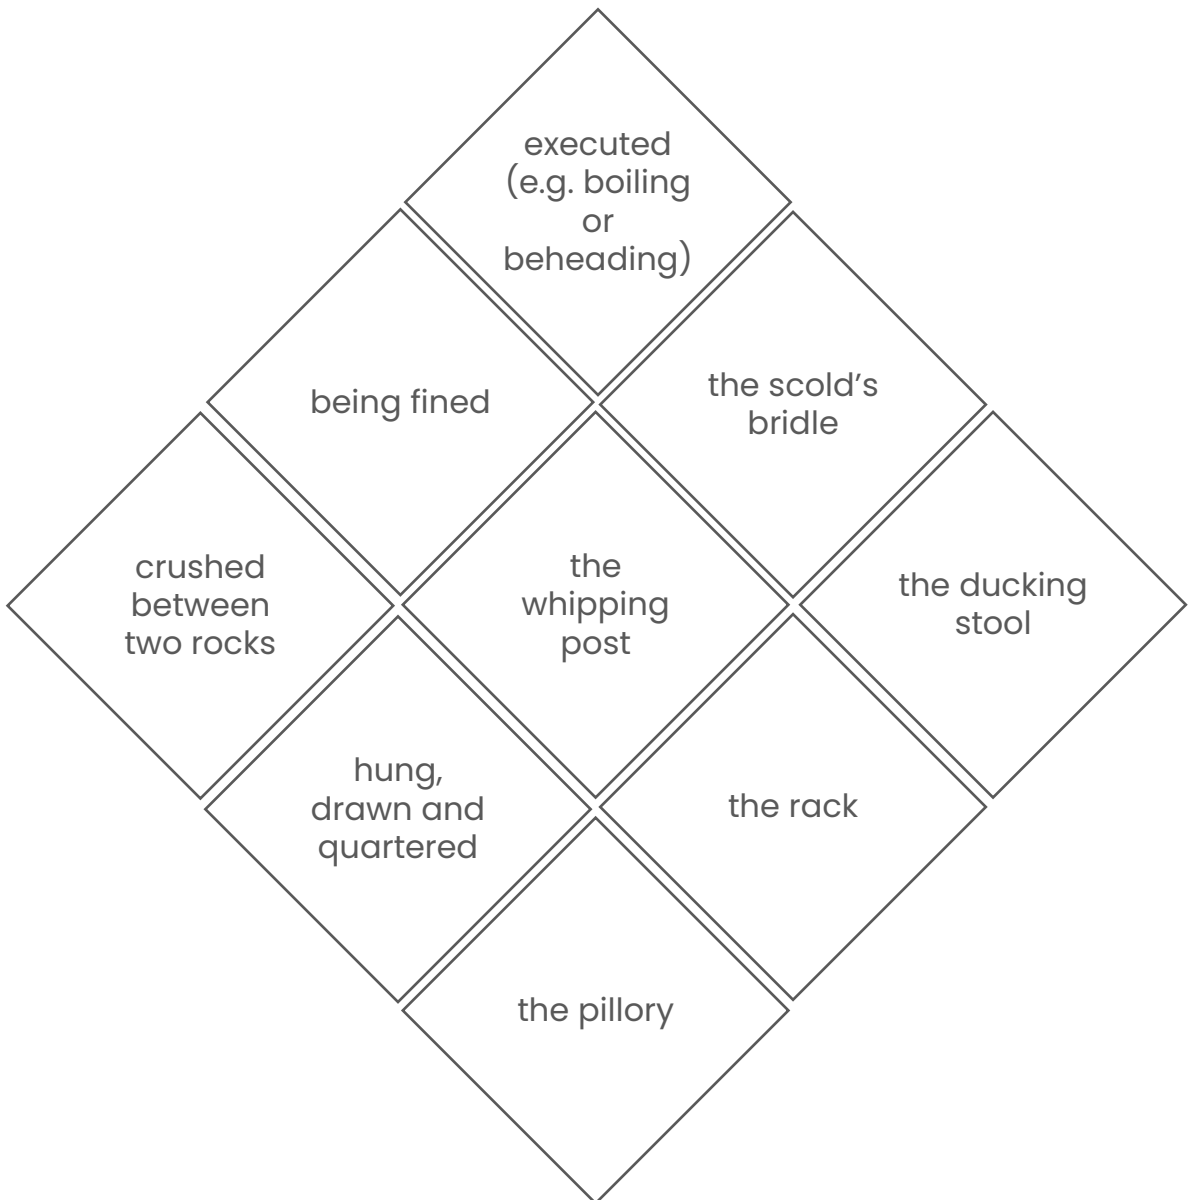 executed
(e.g. boiling
or
beheading)
being fined
the scold’s
bridle
crushed
between
two rocks
the
whipping
post
the ducking
stool
hung,
drawn and
quartered
the rack
the pillory